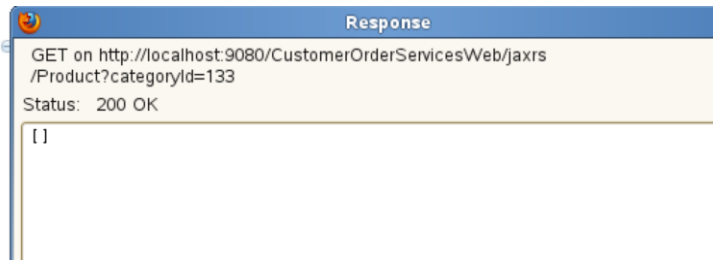 Response
GET on http://localhost:9080/CustomerOrderServicesWeb/jaxrs
/Product?categoryId=133
Status: 200 OK
[]